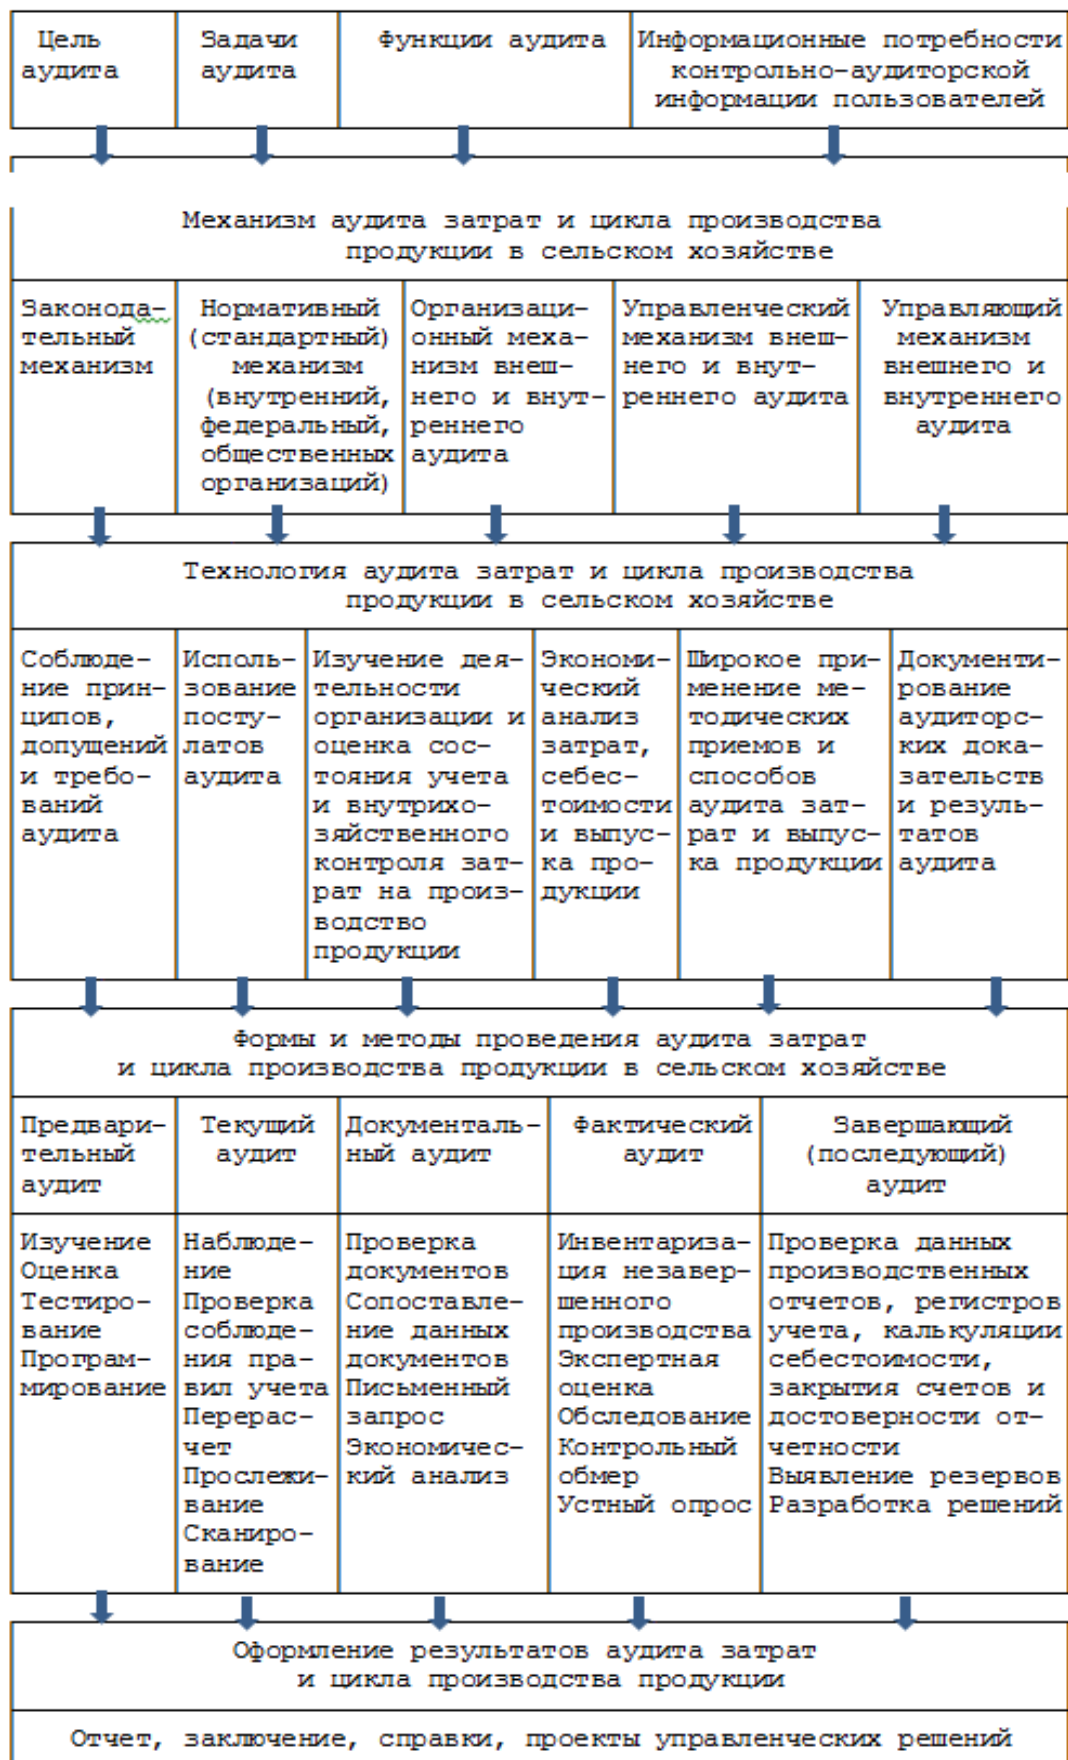 Цель
аудита
Задачи
аудита
Функции аудита
Информационные потребности
контрольно-аудиторской
информации пользователей
Механизм аудита затрат и цикла производства
продукции в сельском хозяйстве
Законода-
тельный
механизм
Нормативный
(стандартный)
механизм
(внутренний,
федеральный,
общественных
организаций)
Организаци-
онный меха-
низм внеш-
него и внут-
реннего
аудита
Управленческий
механизм внеш-
него и внут-
реннего аудита
Управляющий
механизм
внешнего и
внутреннего
аудита
Технология аудита затрат и цикла производства
продукции в сельском хозяйстве
Соблюде-
ние прин-
ципов,
допущений
и требо-
ваний
аудита
Исполь-
зование
посту-
латов
аудита
Изучение дея-
тельности
организации и
оценка сос-
тояния учета
и внутрихо-
зяйственного
контроля зат-
рат на произ-
водство
продукции
Экономи-
ческий
анализ
затрат,
себес-
тоимости
и выпус-
ка про-
дукции
Широкое при-
менение ме-
тодических
приемов и
способов
аудита зат-
рат и выпус-
ка продукции
Документи-
рование
аудиторс-
ких дока-
зательств
и резуль-
татов
аудита
Формы и методы проведения аудита затрат
и цикла производства продукции в сельском хозяйстве
Предвари-
тельный
аудит
Текущий
аудит
Документаль-
ный аудит
Фактический
аудит
Завершающий
(последующий)
аудит
Изучение
Оценка
Тестиро-
вание
Програм-
мирование
Наблюде-
ние
Проверка
соблюде-
ния пра-
вил учета
Перерас-
чет
Прослежи-
вание
Сканиро-
вание
Проверка
документов
Сопоставле-
ние данных
документов
Письменный
запрос
Экономичес-
кий анализ
Инвентариза-
ция незавер-
шенного
производства
Экспертная
оценка
Обследование
Контрольный
обмер
Устный опрос
Проверка данных
производственных
отчетов, регистров
учета, калькуляции
себестоимости,
закрытия счетов и
достоверности от-
четности
Выявление резервов
Разработка решений
Оформление результатов аудита затрат
и цикла производства продукции
Отчет, заключение, справки, проекты управленческих решений